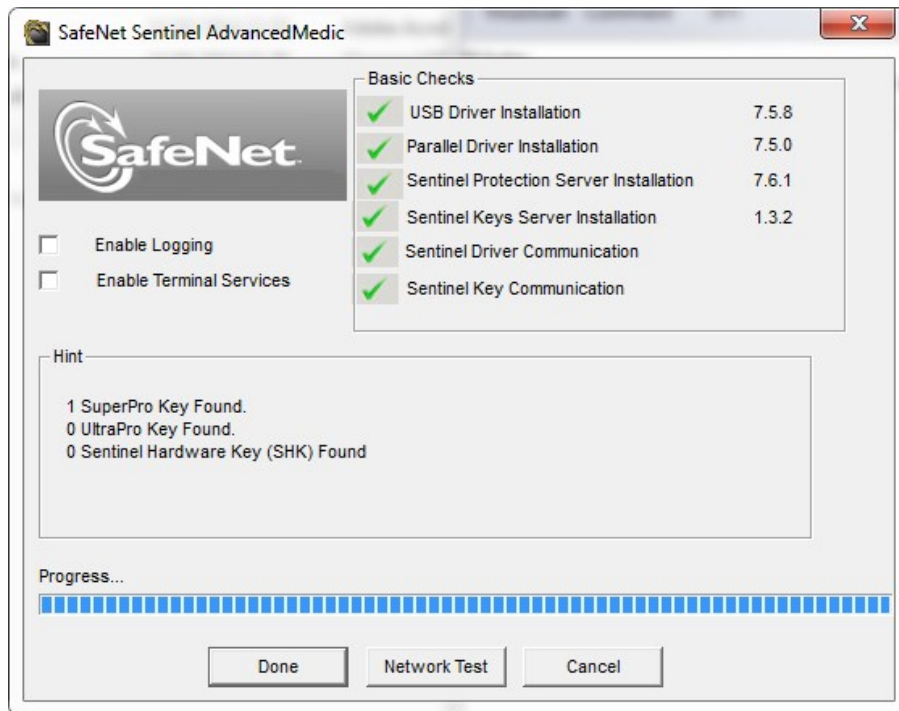 SafeNet Sentinel AdvancedMedic
X
SafeNet.
Basic Checks
USB Driver Installation 7.5.8
Parallel Driver Installation 7.5.0
Sentinel Protection Server Installation 7.6.1
Sentinel Keys Server Installation 1.3.2
Sentinel Driver Communication
Sentinel Key Communication
Enable Logging
Enable Terminal Services
Hint
1 SuperPro Key Found.
0 UltraPro Key Found.
0 Sentinel Hardware Key (SHK) Found
Progress...
Done Network Test Cancel